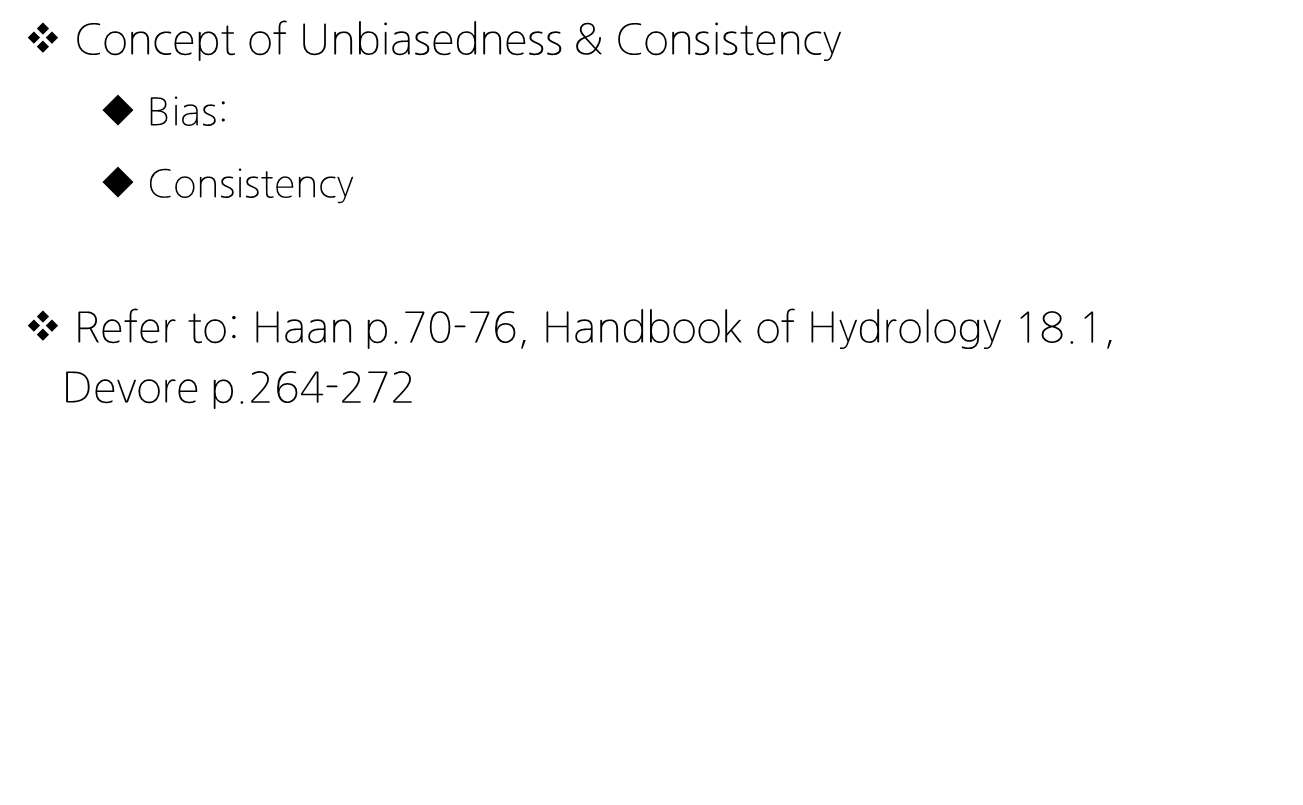 ❖ Concept of Unbiasedness & Consistency
◆ Bias:
◆ Consistency
❖ Refer to: Haan p.70-76, Handbook of Hydrology 18.1,
Devore p.264-272